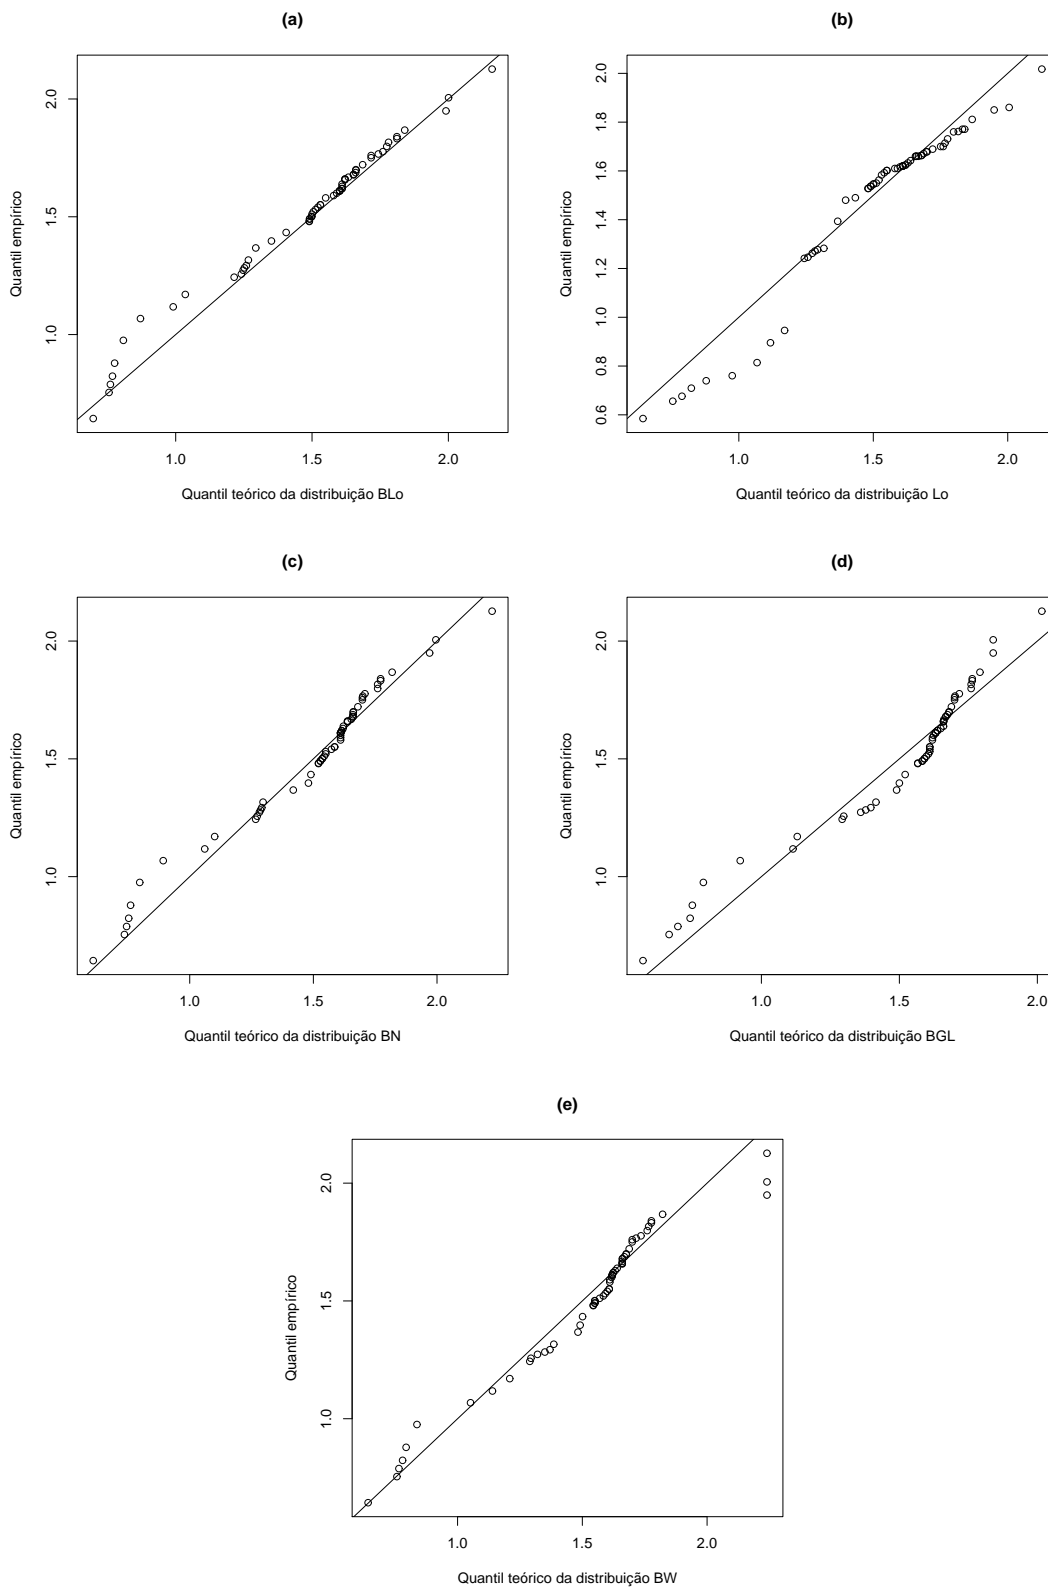 (a)
2.0
1.5
1.0
Quantil empírico
1.0 1.5 2.0
Quantil teórico da distribuição BLo
(b)
2.0
1.8
1.6
1.4
1.2
1.0
0.8
0.6
Quantil empírico
1.0 1.5 2.0
Quantil teórico da distribuição Lo
(c)
2.0
1.5
1.0
Quantil empírico
1.0 1.5 2.0
Quantil teórico da distribuição BN
(d)
2.0
1.5
1.0
Quantil empírico
1.0 1.5 2.0
Quantil teórico da distribuição BGL
(e)
2.0
1.5
1.0
Quantil empírico
1.0 1.5 2.0
Quantil teórico da distribuição BW